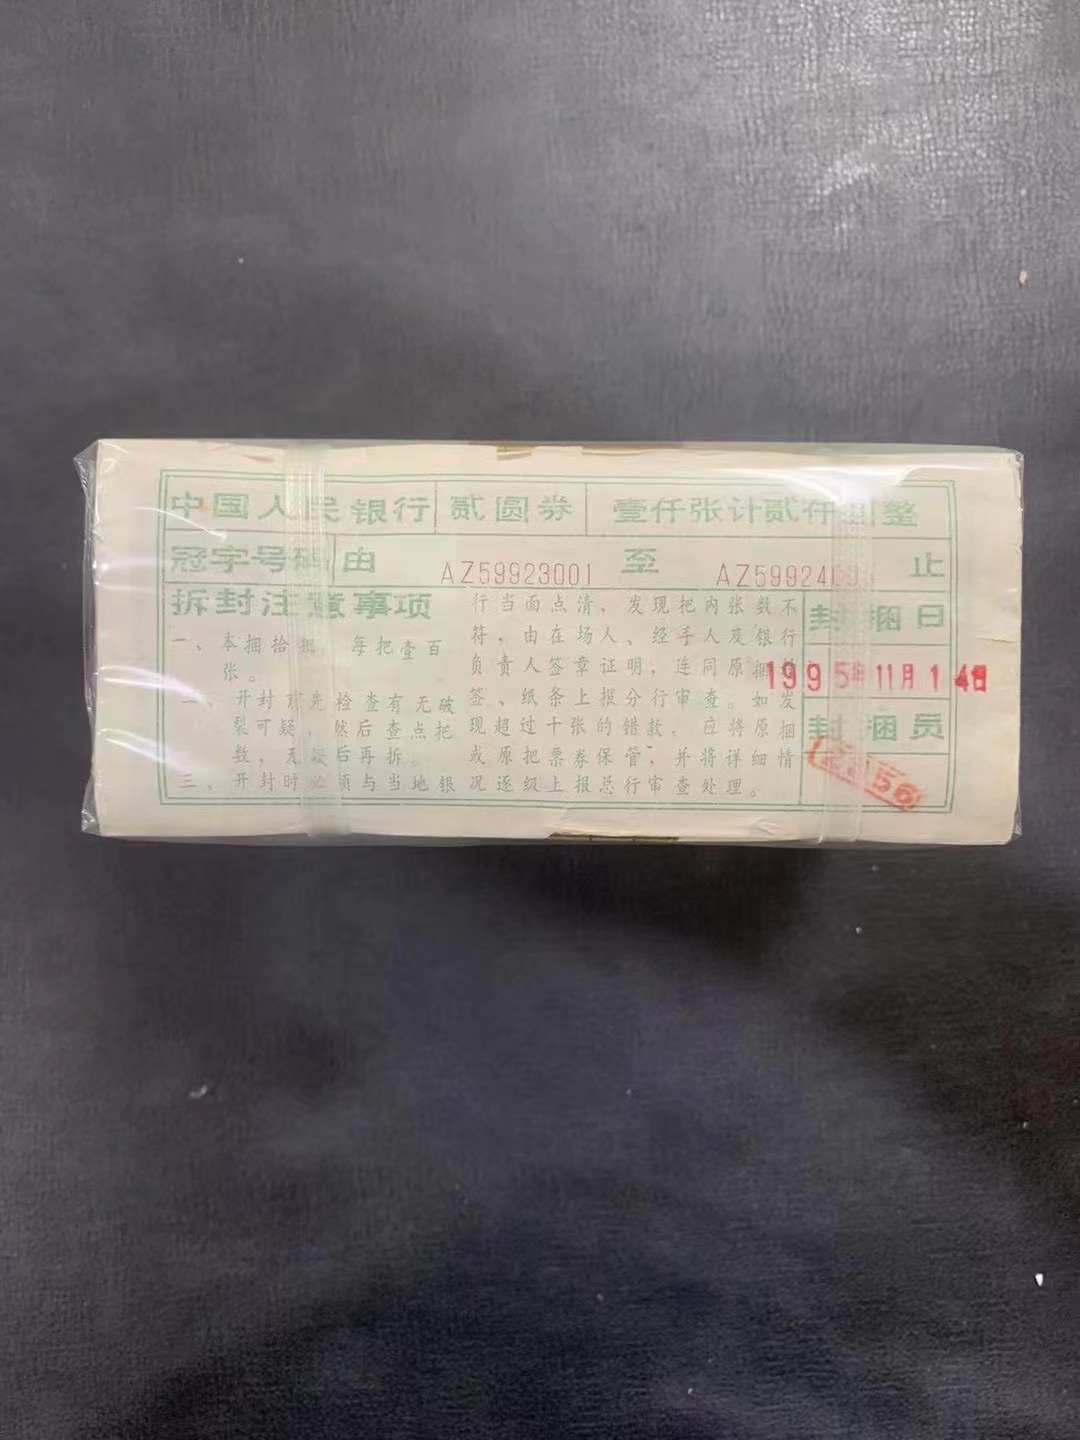 中国人民银行 贰圆券 壹仟张计贰仟圆整
冠字号码 由 AZ59923001 至 AZ59924000 止
拆封注意事项
一、本捆拾把,每把壹百
张。
二、开封前先检查有无破
裂可疑,然后查点把
数,无误后再拆。
三、开封时必须与当地银
行当面点清,发现把内张数不
符,由在场人、经手人及银行
负责人签章证明,连同原捆
签、纸条上报分行审查。如发
现超过十张的错款,应将原捆
或原把票券保管,并将详细情
况逐级上报总行审查处理。
封捆日
1995年11月14日
封捆员
56